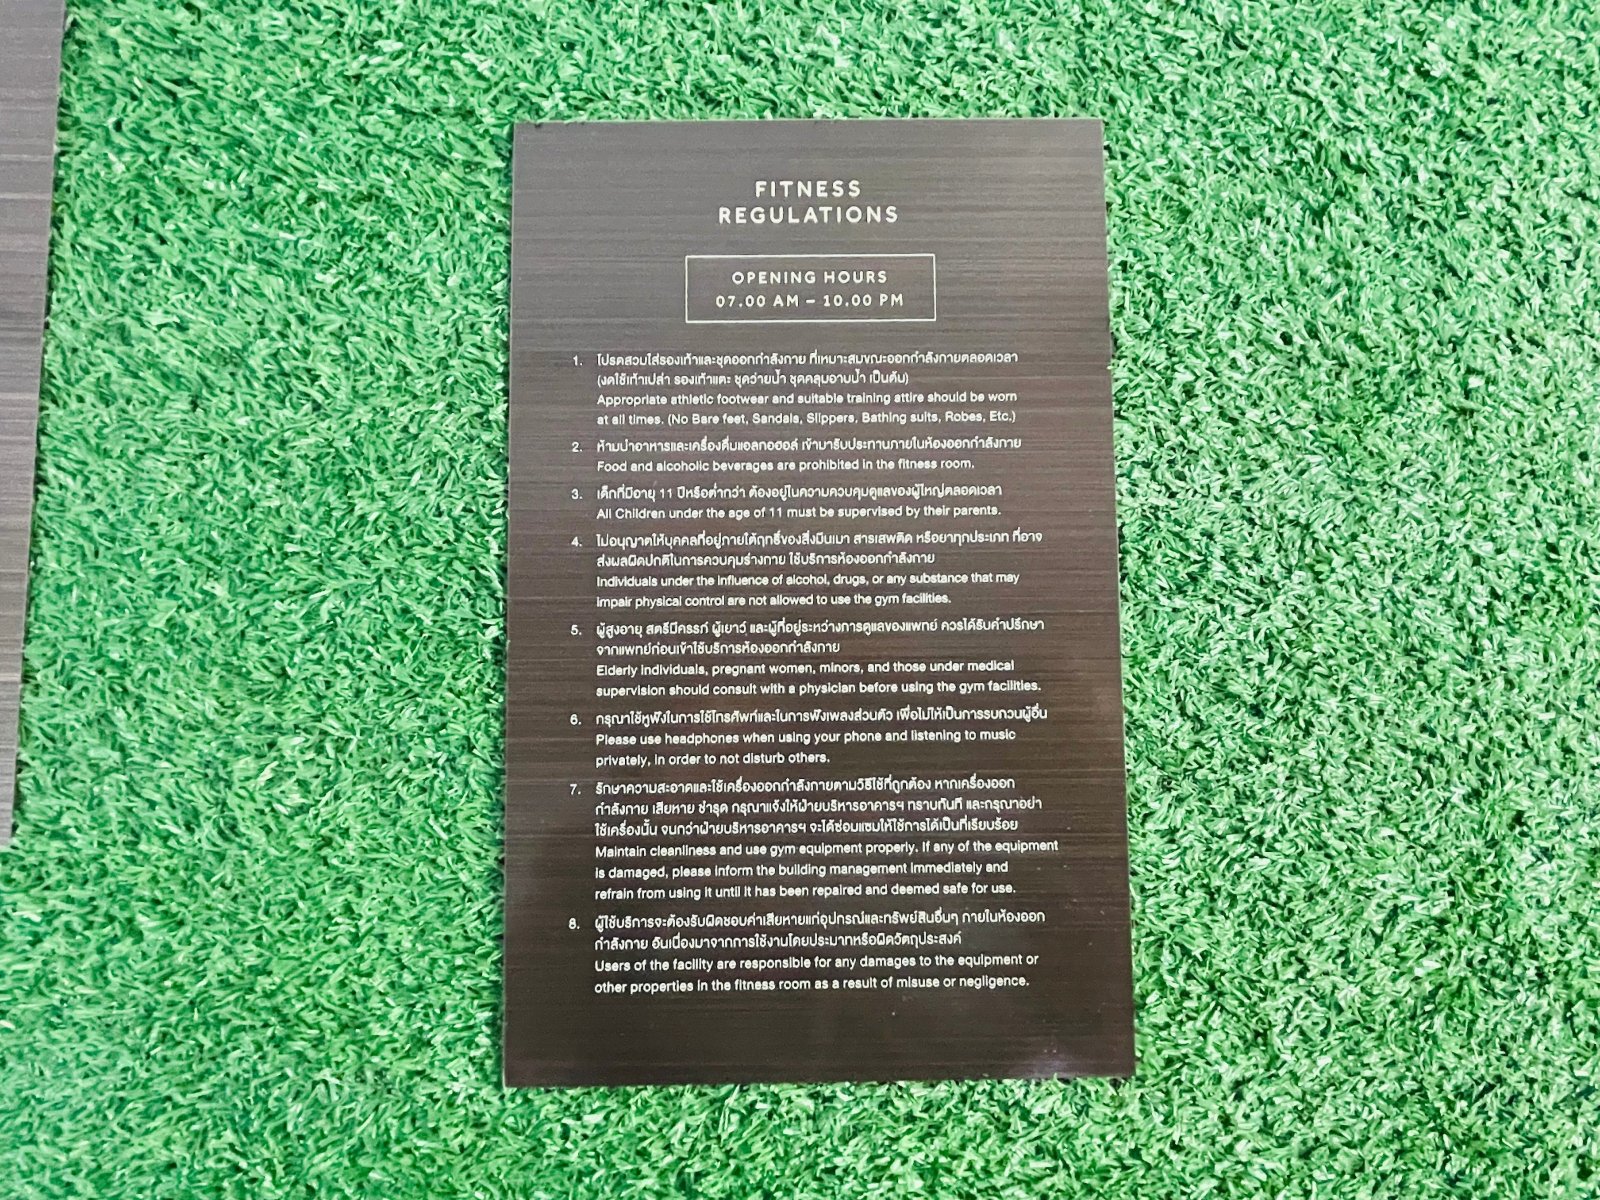 FITNESS
REGULATIONS
OPENING HOURS
07.00 AM – 10.00 PM
1. โปรดสวมใส่รองเท้าและชุดออกกำลังกาย ที่เหมาะสมขณะออกกำลังกายตลอดเวลา
(งดใช้เท้าเปล่า รองเท้าแตะ ชุดว่ายน้ำ ชุดคลุมอาบน้ำ เป็นต้น)
Appropriate athletic footwear and suitable training attire should be worn
at all times. (No Bare feet, Sandals, Slippers, Bathing suits, Robes, Etc.)
2. ห้ามนำอาหารและเครื่องดื่มแอลกอฮอล์ เข้ามารับประทานภายในห้องออกกำลังกาย
Food and alcoholic beverages are prohibited in the fitness room.
3. เด็กที่มีอายุ 11 ปีหรือต่ำกว่า ต้องอยู่ในความควบคุมดูแลของผู้ใหญ่ตลอดเวลา
All Children under the age of 11 must be supervised by their parents.
4. ไม่อนุญาตให้บุคคลที่อยู่ภายใต้ฤทธิ์ของสิ่งมึนเมา สารเสพติด หรือยาทุกประเภท ที่อาจ
ส่งผลผิดปกติในการควบคุมร่างกาย ใช้บริการห้องออกกำลังกาย
Individuals under the influence of alcohol, drugs, or any substance that may
impair physical control are not allowed to use the gym facilities.
5. ผู้สูงอายุ สตรีมีครรภ์ ผู้เยาว์ และผู้ที่อยู่ระหว่างการดูแลของแพทย์ ควรได้รับคำปรึกษา
จากแพทย์ก่อนเข้าใช้บริการห้องออกกำลังกาย
Elderly individuals, pregnant women, minors, and those under medical
supervision should consult with a physician before using the gym facilities.
6. กรุณาใช้หูฟังในการใช้โทรศัพท์และในการฟังเพลงส่วนตัว เพื่อไม่ให้เป็นการรบกวนผู้อื่น
Please use headphones when using your phone and listening to music
privately, in order to not disturb others.
7. รักษาความสะอาดและใช้เครื่องออกกำลังกายตามวิธีใช้ที่ถูกต้อง หากเครื่องออก
กำลังกาย เสียหาย ชำรุด กรุณาแจ้งให้ฝ่ายบริหารอาคารฯ ทราบทันที และกรุณาอย่า
ใช้เครื่องนั้น จนกว่าฝ่ายบริหารอาคารฯ จะได้ซ่อมแซมให้ใช้การได้เป็นที่เรียบร้อย
Maintain cleanliness and use gym equipment properly. If any of the equipment
is damaged, please inform the building management immediately and
refrain from using it until it has been repaired and deemed safe for use.
8. ผู้ใช้บริการจะต้องรับผิดชอบค่าเสียหายแก่อุปกรณ์และทรัพย์สินอื่นๆ ภายในห้องออก
กำลังกาย อันเนื่องมาจากการใช้งานโดยประมาทหรือผิดวัตถุประสงค์
Users of the facility are responsible for any damages to the equipment or
other properties in the fitness room as a result of misuse or negligence.